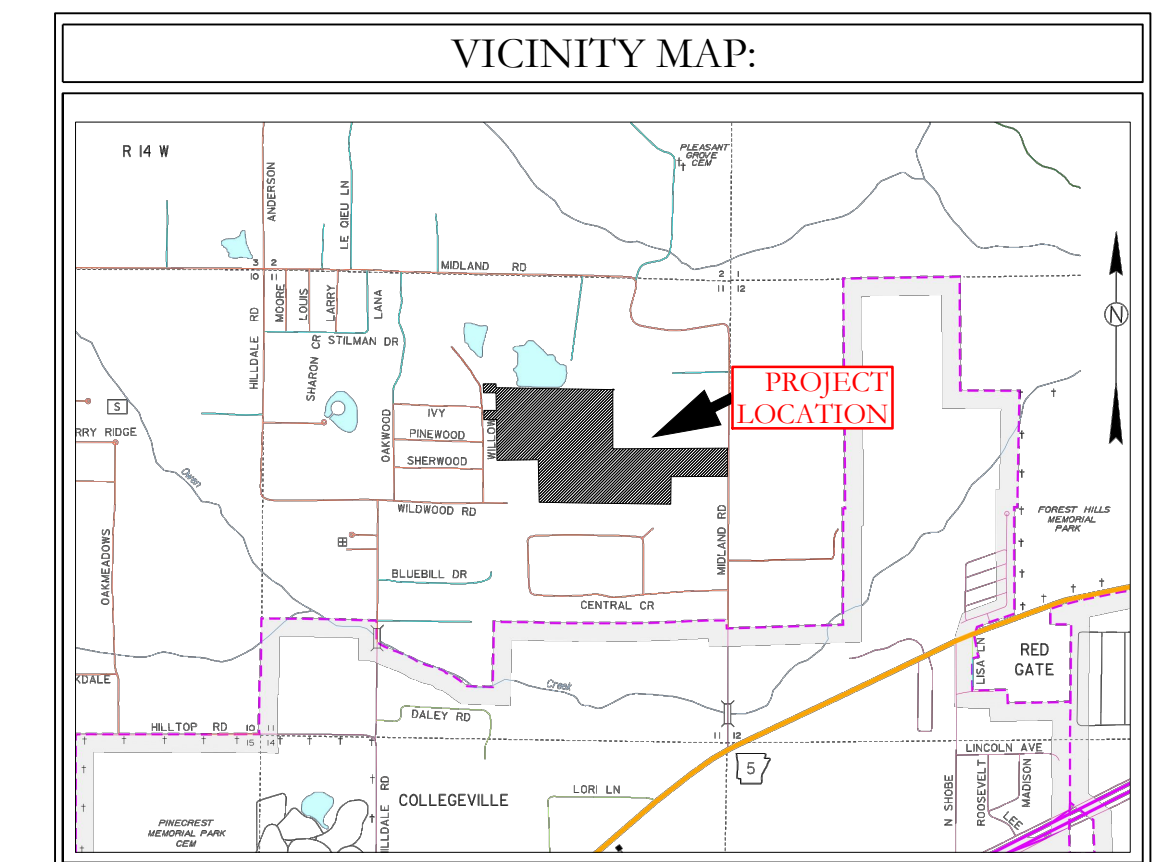 VICINITY MAP:
R 14 W
ANDERSON
LE QIEU LN
PLEASANT
GROVE
CEM
3 2
10 11
MIDLAND RD
2 1
11 12
N
MOORE
LOUIS
LARRY
LANA
HILLDALE RD
SHARON CR
STILMAN DR
PROJECT
LOCATION
S
RRY RIDGE
OAKWOOD
IVY
PINEWOOD
SHERWOOD
WILLOW
Owen
WILDWOOD RD
MIDLAND RD
FOREST HILLS
MEMORIAL
PARK
OAKMEADOWS
BLUEBILL DR
CENTRAL CR
LISA LN
RED
GATE
KDALE
Creek
DALEY RD
HILLTOP RD
10 11
15 14
11 12
5
LINCOLN AVE
N SHOBE
ROOSEVELT
MADISON
LEE
COLLEGEVILLE
LORI LN
ILLDALE RD
PINECREST
MEMORIAL PARK
CEM